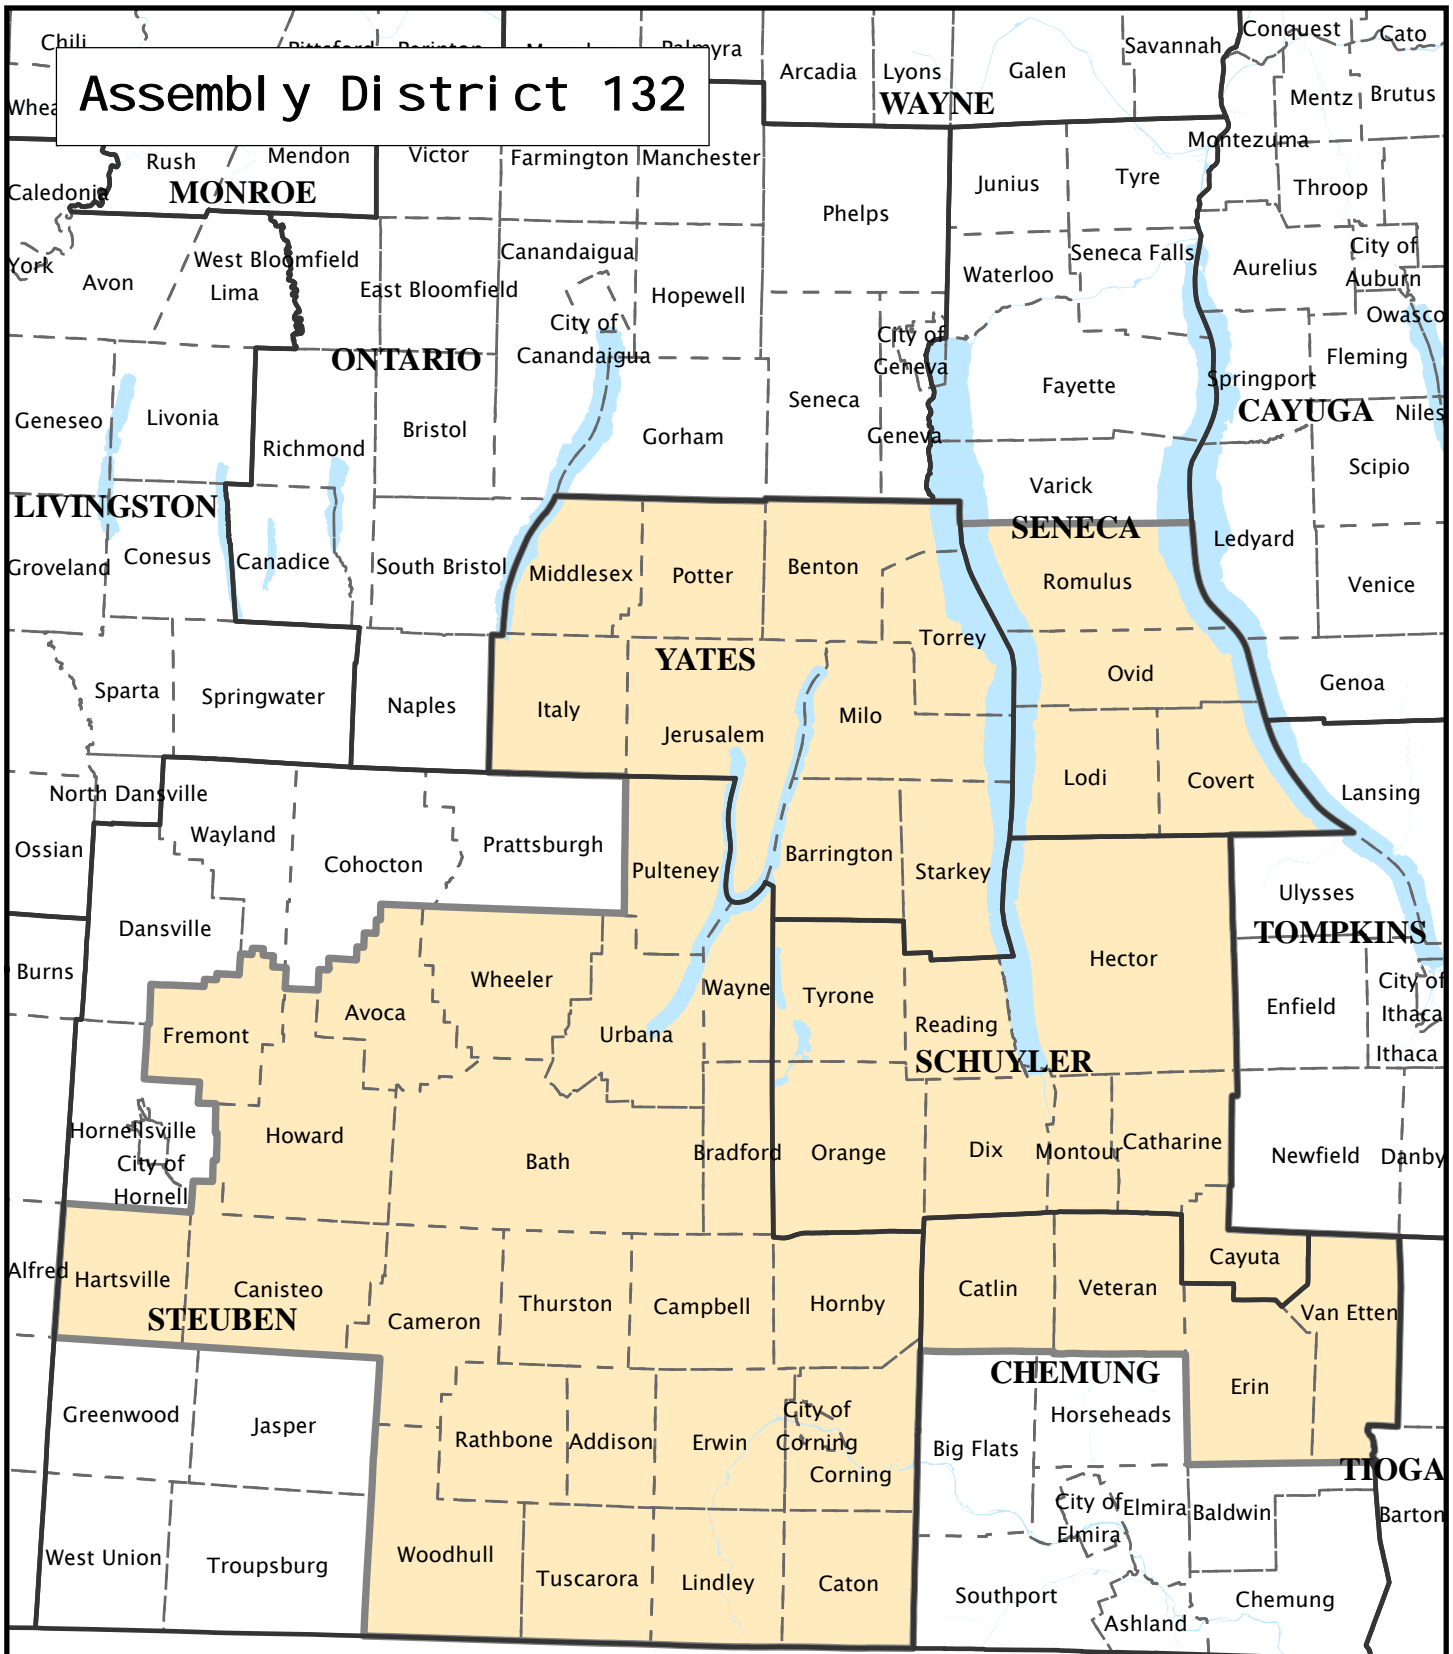 Chili
Palmyra
Arcadia
Lyons
Galen
Savannah
Conquest
Cato
WAYNE
Mentz
Brutus
Assembly District 132
Montezuma
Rush
Mendon
Victor
Farmington
Manchester
Caledonia
MONROE
Junius
Tyre
Throop
Phelps
York
Avon
West Bloomfield
Lima
East Bloomfield
Canandaigua
Hopewell
Waterloo
Seneca Falls
Aurelius
City of
Auburn
Owasco
City of
Canandaigua
ONTARIO
City of
Geneva
Fayette
Springport
Fleming
CAYUGA
Niles
Geneseo
Livonia
Richmond
Bristol
Gorham
Seneca
Geneva
Scipio
Varick
LIVINGSTON
SENECA
Ledyard
Groveland
Conesus
Canadice
South Bristol
Middlesex
Potter
Benton
Romulus
Venice
Torrey
YATES
Ovid
Genoa
Sparta
Springwater
Naples
Italy
Jerusalem
Milo
Lodi
Covert
Lansing
North Dansville
Wayland
Cohocton
Prattsburgh
Ossian
Pulteney
Barrington
Starkey
Ulysses
TOMPKINS
Dansville
Burns
Wheeler
Avoca
Fremont
Urbana
Wayne
Tyrone
Reading
Hector
SCHUYLER
Enfield
City of
Ithaca
Ithaca
Hornellsville
City of
Hornell
Howard
Bath
Bradford
Orange
Dix
Montour
Catharine
Newfield
Danby
Alfred
Hartsville
Canisteo
STEUBEN
Cameron
Thurston
Campbell
Hornby
Catlin
Veteran
Cayuta
Van Etten
CHEMUNG
Erin
Greenwood
Jasper
Rathbone
Addison
Erwin
City of
Corning
Corning
Big Flats
Horseheads
TIOGA
City of
Elmira
Elmira
Baldwin
Barton
West Union
Troupsburg
Woodhull
Tuscarora
Lindley
Caton
Southport
Ashland
Chemung